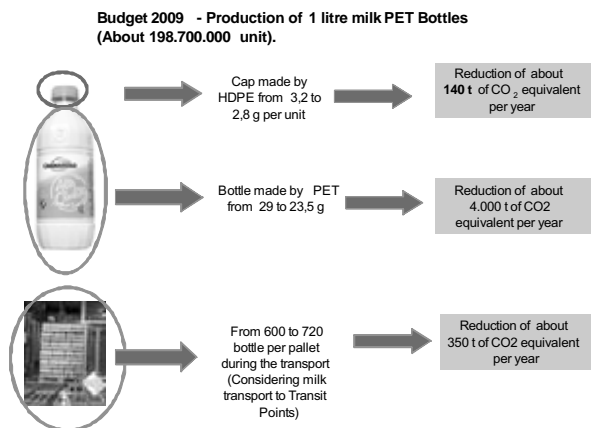 Budget 2009 - Production of 1 litre milk PET Bottles
(About 198.700.000 unit).
Cap made by
HDPE from 3,2 to
2,8 g per unit
Reduction of about
140 t of CO2 equivalent
per year
Bottle made by PET
from 29 to 23,5 g
Reduction of about
4.000 t of CO2
equivalent per year
From 600 to 720
bottle per pallet
during the transport
(Considering milk
transport to Transit
Points)
Reduction of about
350 t of CO2 equivalent
per year